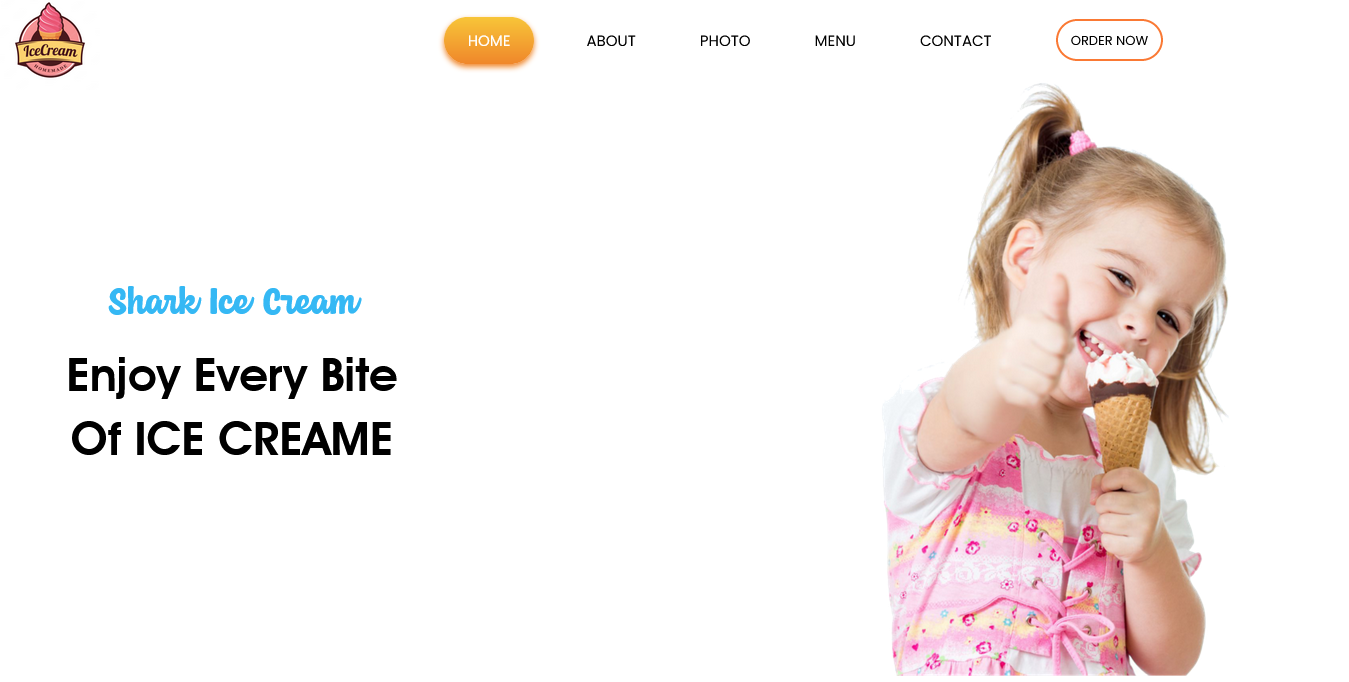 IceCream
HOMEMADE
HOME
ABOUT
PHOTO
MENU
CONTACT
ORDER NOW
Shark Ice Cream
Enjoy Every Bite
Of ICE CREAME